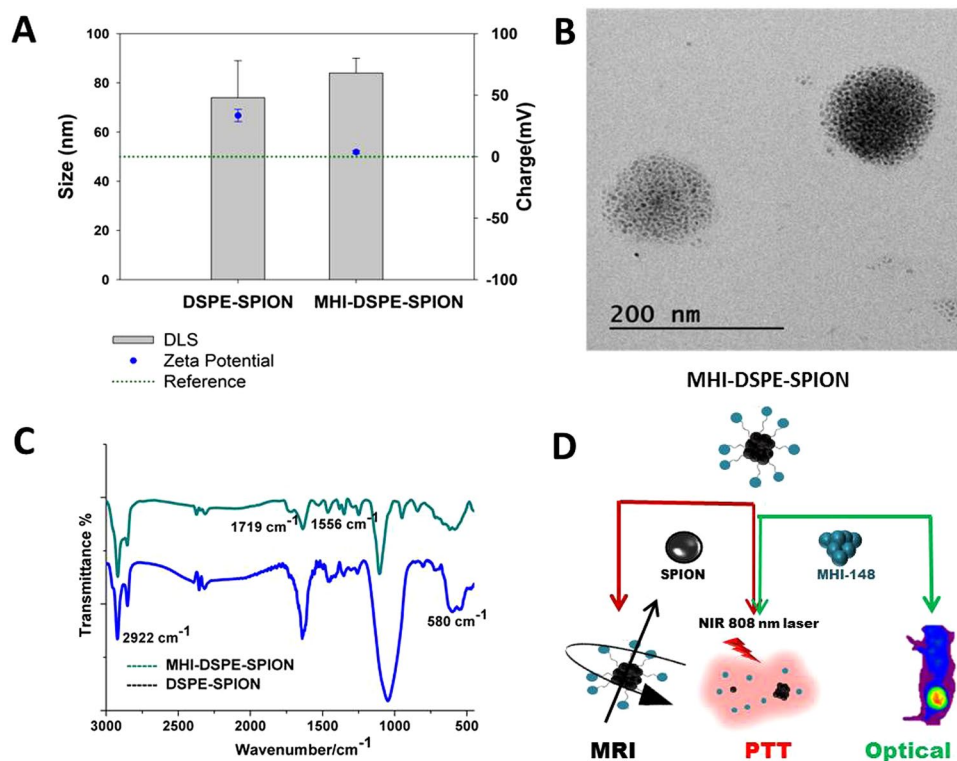 A
Size (nm)
100
80
60
40
20
0
Charge(mV)
100
50
0
-50
-100
DSPE-SPION
MHI-DSPE-SPION
DLS
Zeta Potential
Reference
B
200 nm
C
Transmittance %
1719 cm-1
1556 cm-1
2922 cm-1
580 cm-1
MHI-DSPE-SPION
DSPE-SPION
3000 2500 2000 1500 1000 500
Wavenumber/cm-1
D
MHI-DSPE-SPION
SPION
MHI-148
NIR 808 nm laser
MRI
PTT
Optical